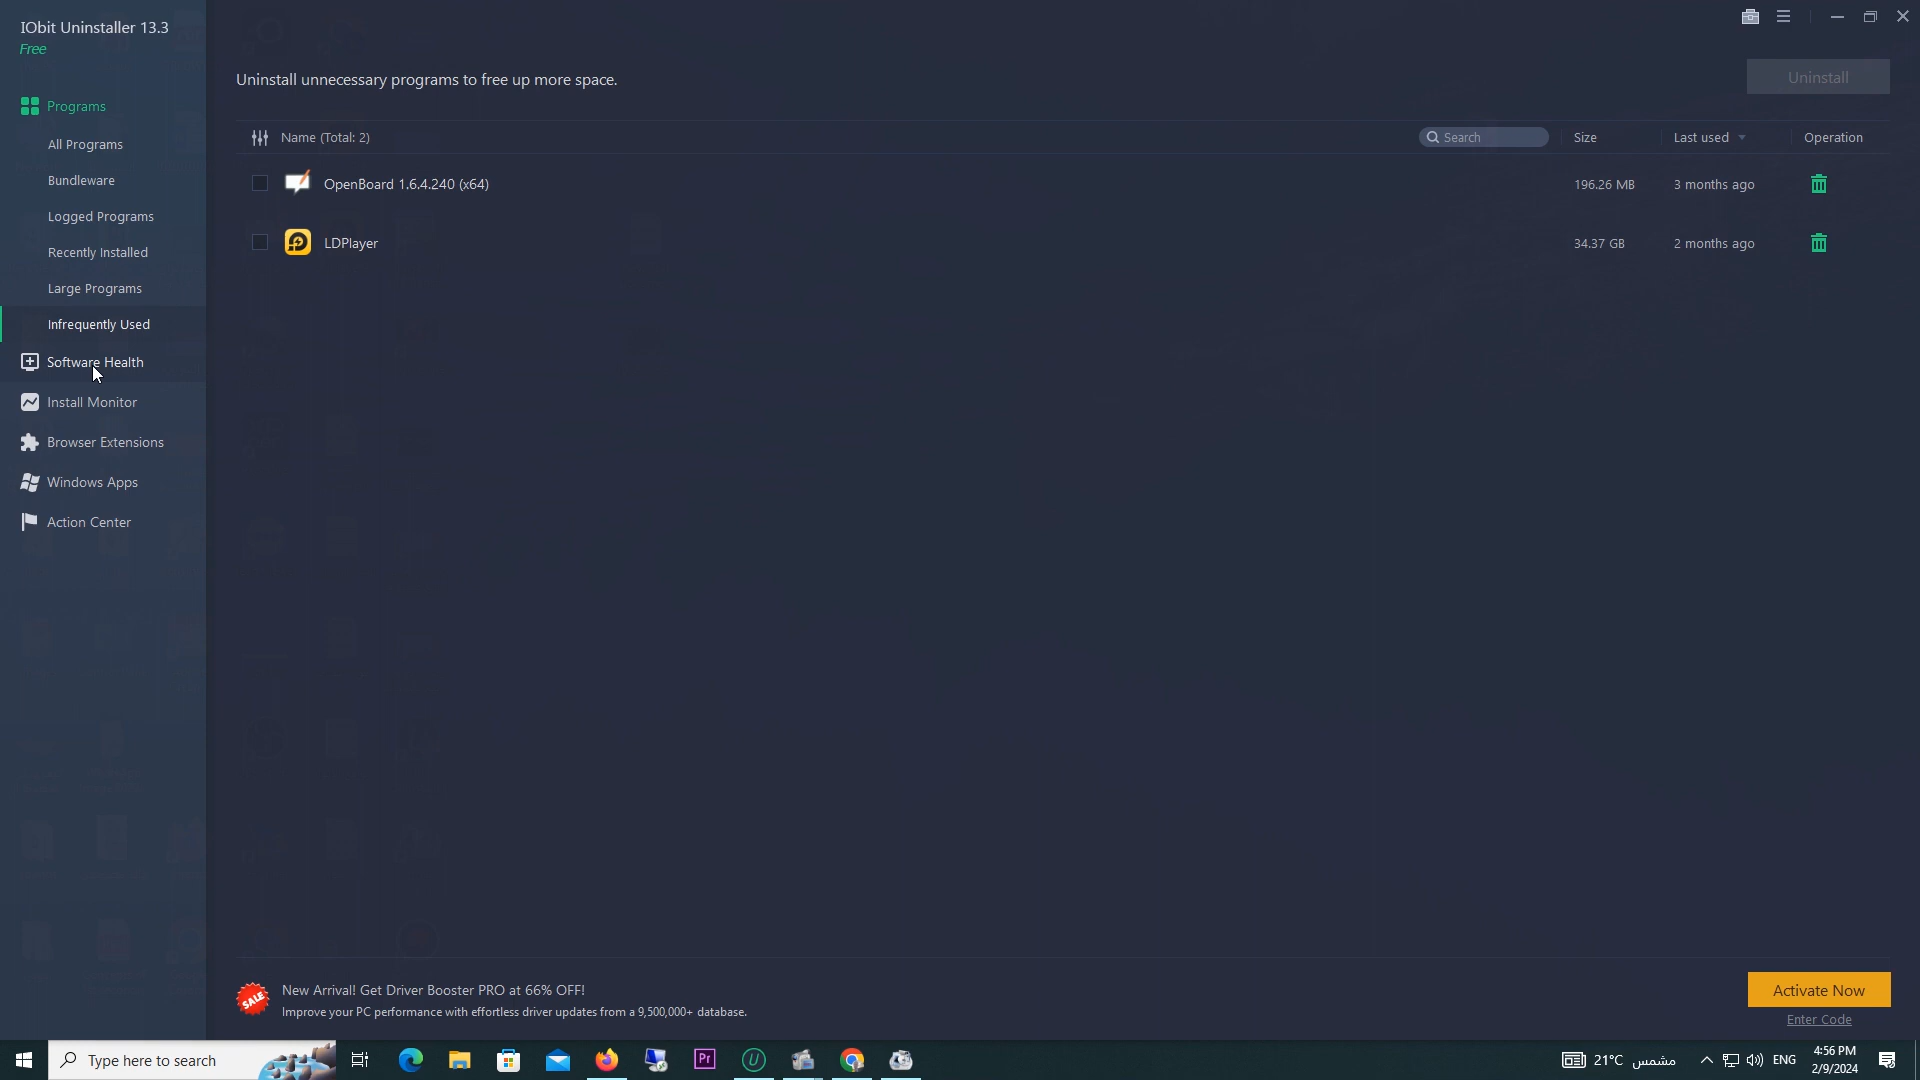 IObit Uninstaller 13.3
Free
Programs
All Programs
Bundleware
Logged Programs
Recently Installed
Large Programs
Infrequently Used
Software Health
Install Monitor
Browser Extensions
Windows Apps
Action Center
Uninstall unnecessary programs to free up more space.
Uninstall
Name (Total: 2)
Search
Size
Last used
Operation
OpenBoard 1.6.4.240 (x64)
196.26 MB
3 months ago
LDPlayer
34.37 GB
2 months ago
SALE
New Arrival! Get Driver Booster PRO at 66% OFF!
Improve your PC performance with effortless driver updates from a 9,500,000+ database.
Activate Now
Enter Code
Type here to search
Pr
U
21°C مشمس
ENG
4:56 PM
2/9/2024